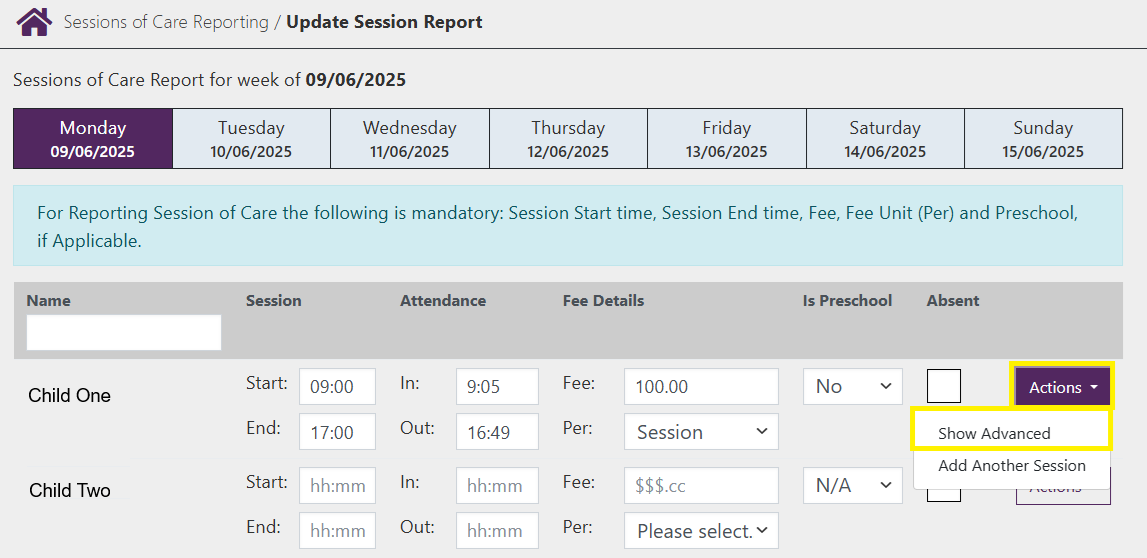 Sessions of Care Reporting / Update Session Report
Sessions of Care Report for week of 09/06/2025
Monday Tuesday Wednesday Thursday Friday Saturday Sunday
09/06/2025 10/06/2025 11/06/2025 12/06/2025 13/06/2025 14/06/2025 15/06/2025
For Reporting Session of Care the following is mandatory: Session Start time, Session End time, Fee, Fee Unit (Per) and Preschool,
if Applicable.
Name Session Attendance Fee Details Is Preschool Absent
Child One Start: 09:00 In: 9:05 Fee: 100.00 No Actions
End: 17:00 Out: 16:49 Per: Session
Show Advanced
Add Another Session
Child Two Start: hh:mm In: hh:mm Fee: $$$.cc N/A Actions
End: hh:mm Out: hh:mm Per: Please select.